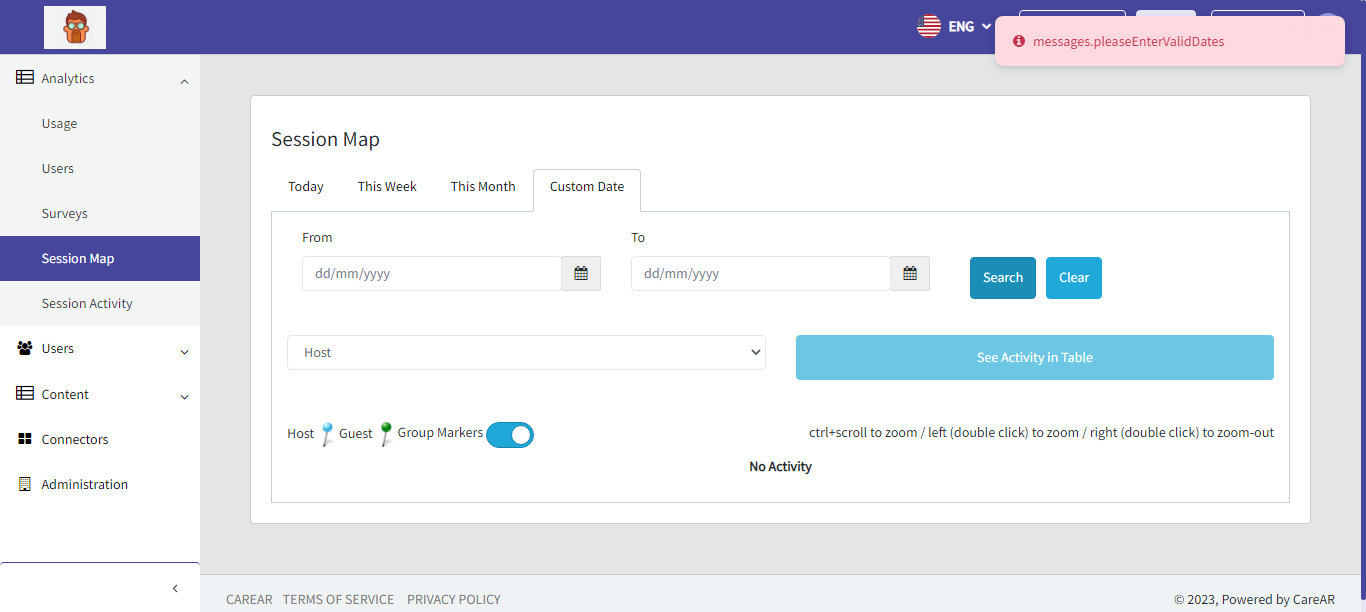 ENG
messages.pleaseEnterValidDates
Analytics
Usage
Users
Surveys
Session Map
Session Activity
Users
Content
Connectors
Administration
Session Map
Today This Week This Month Custom Date
From To
dd/mm/yyyy dd/mm/yyyy Search Clear
Host See Activity in Table
Host Guest Group Markers ctrl+scroll to zoom / left (double click) to zoom / right (double click) to zoom-out
No Activity
CAREAR TERMS OF SERVICE PRIVACY POLICY © 2023, Powered by CareAR